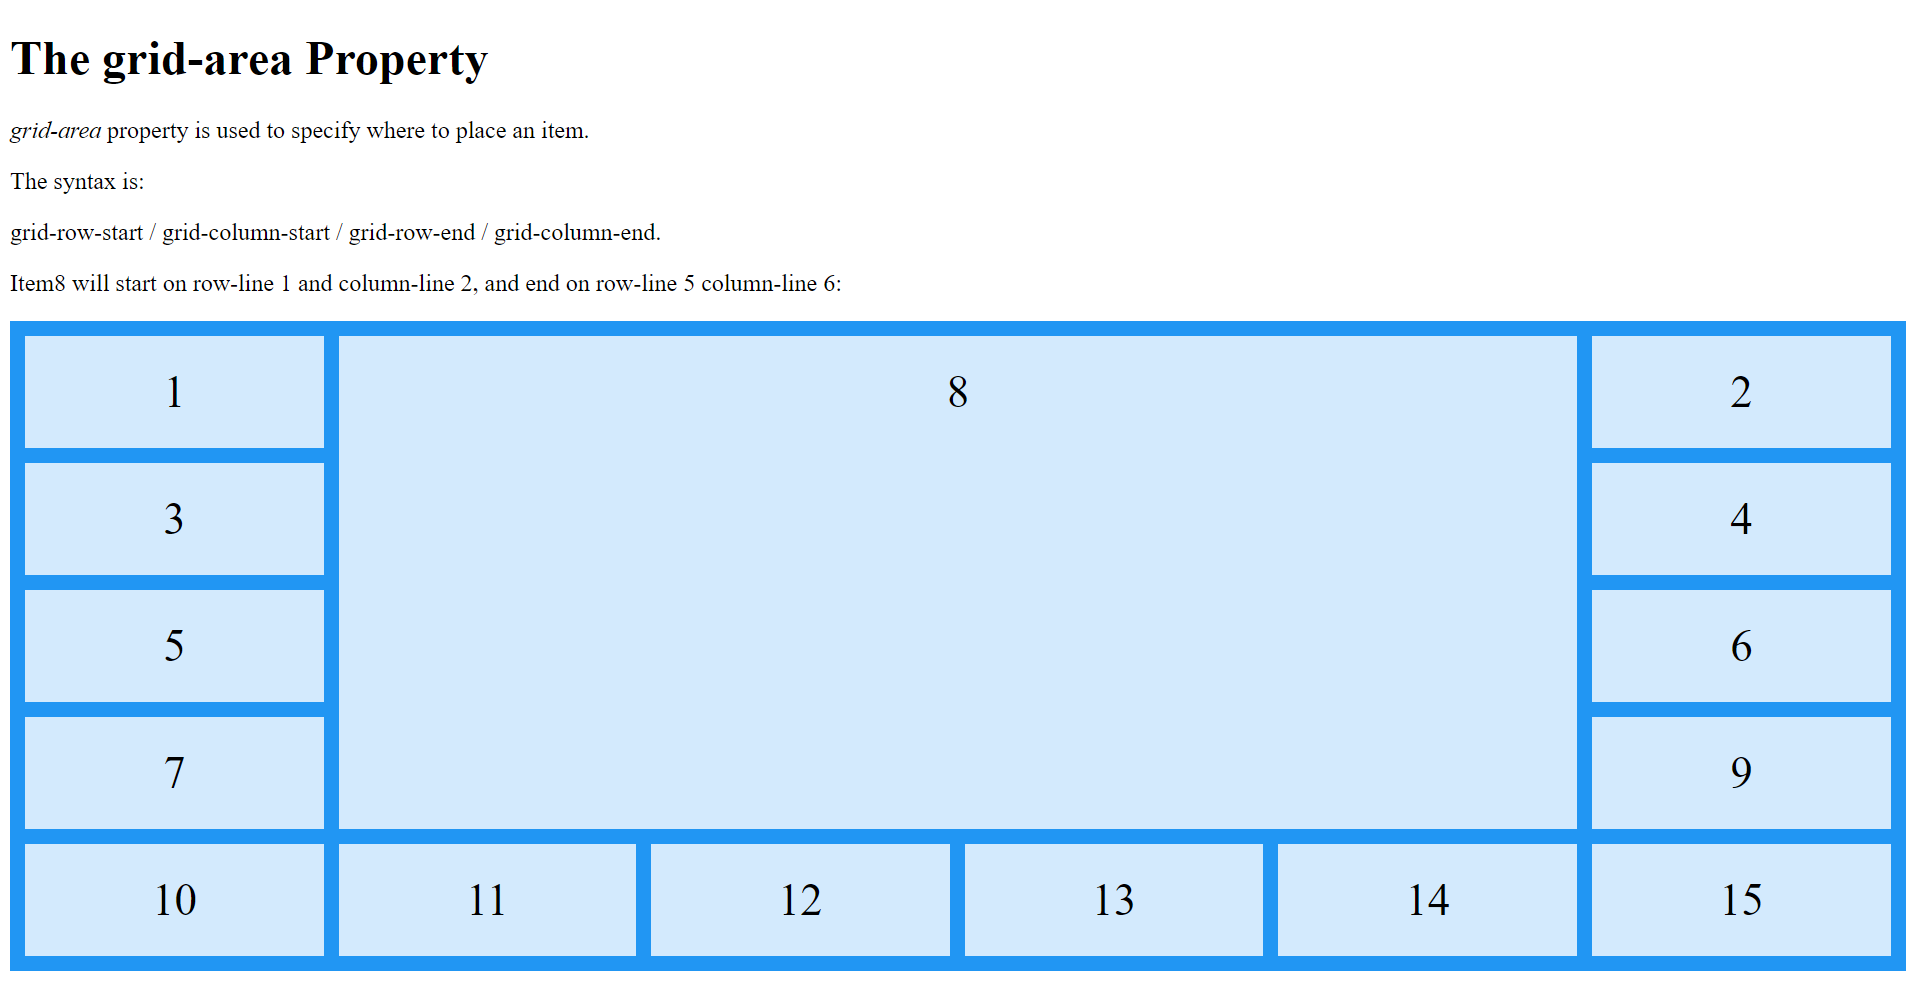 The grid-area Property
grid-area property is used to specify where to place an item.
The syntax is:
grid-row-start / grid-column-start / grid-row-end / grid-column-end.
Item8 will start on row-line 1 and column-line 2, and end on row-line 5 column-line 6:
1 8 2
3 4
5 6
7 9
10 11 12 13 14 15